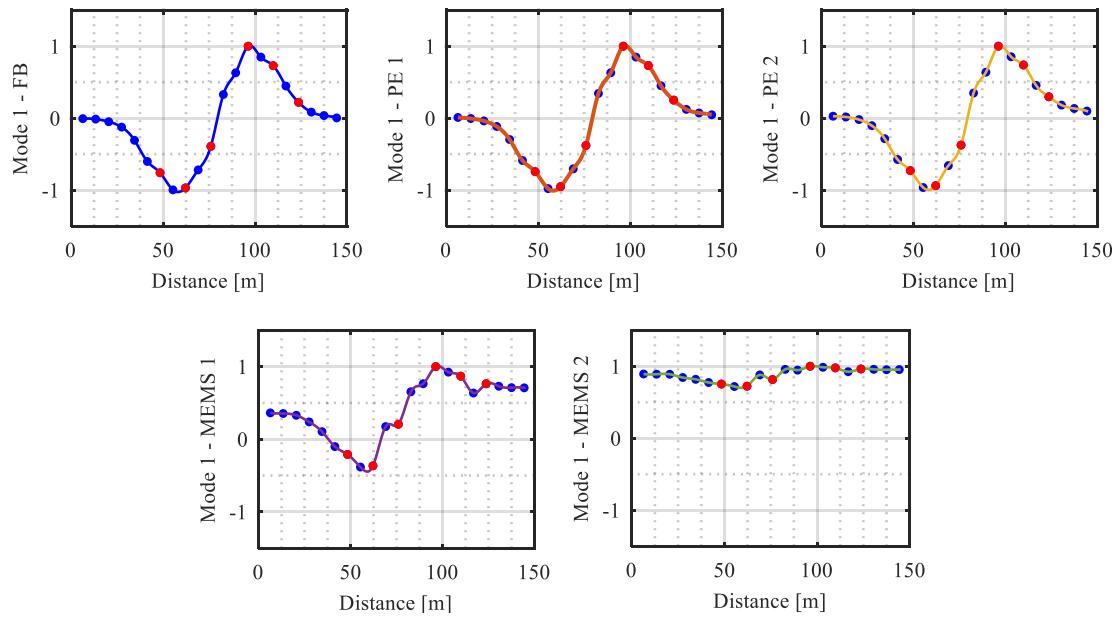 Mode 1 - FB
1
0
-1
0 50 100 150
Distance [m]
Mode 1 - PE 1
1
0
-1
0 50 100 150
Distance [m]
Mode 1 - PE 2
1
0
-1
0 50 100 150
Distance [m]
Mode 1 - MEMS 1
1
0
-1
0 50 100 150
Distance [m]
Mode 1 - MEMS 2
1
0
-1
0 50 100 150
Distance [m]